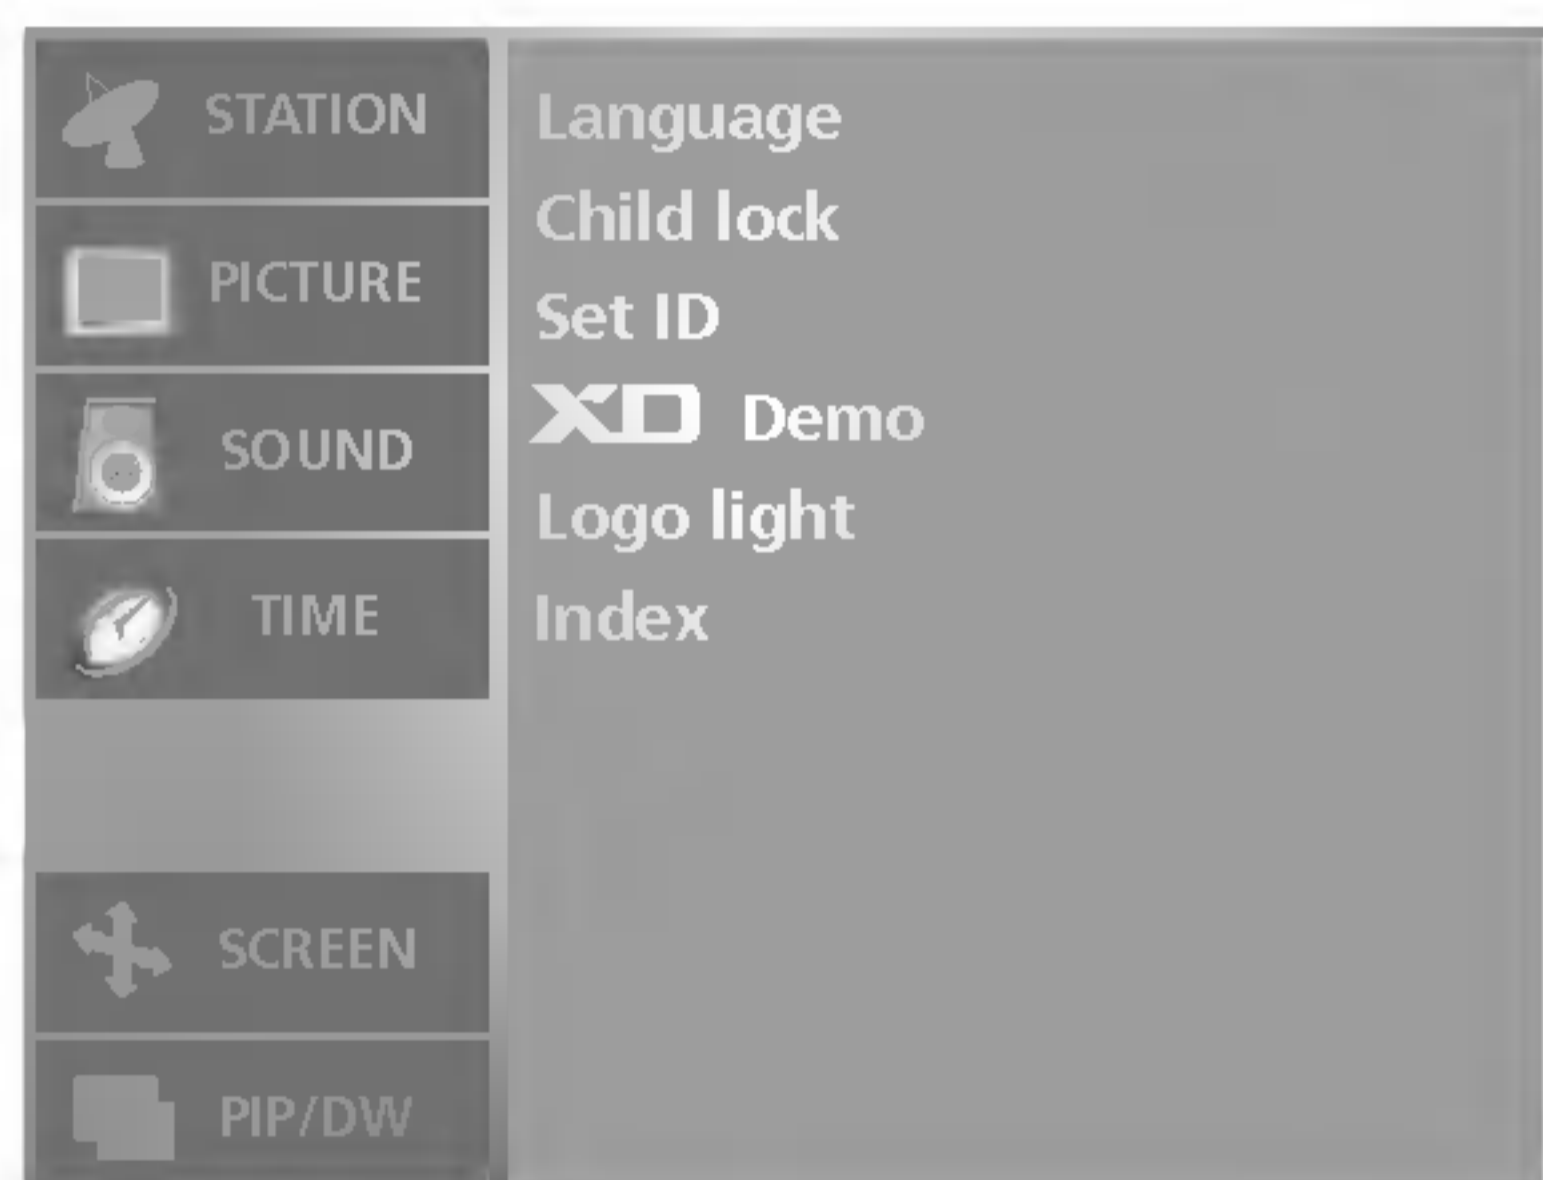 STATION
PICTURE
SOUND
TIME
SCREEN
PIP/DW
Language
Child lock
Set ID
XD Demo
Logo light
Index